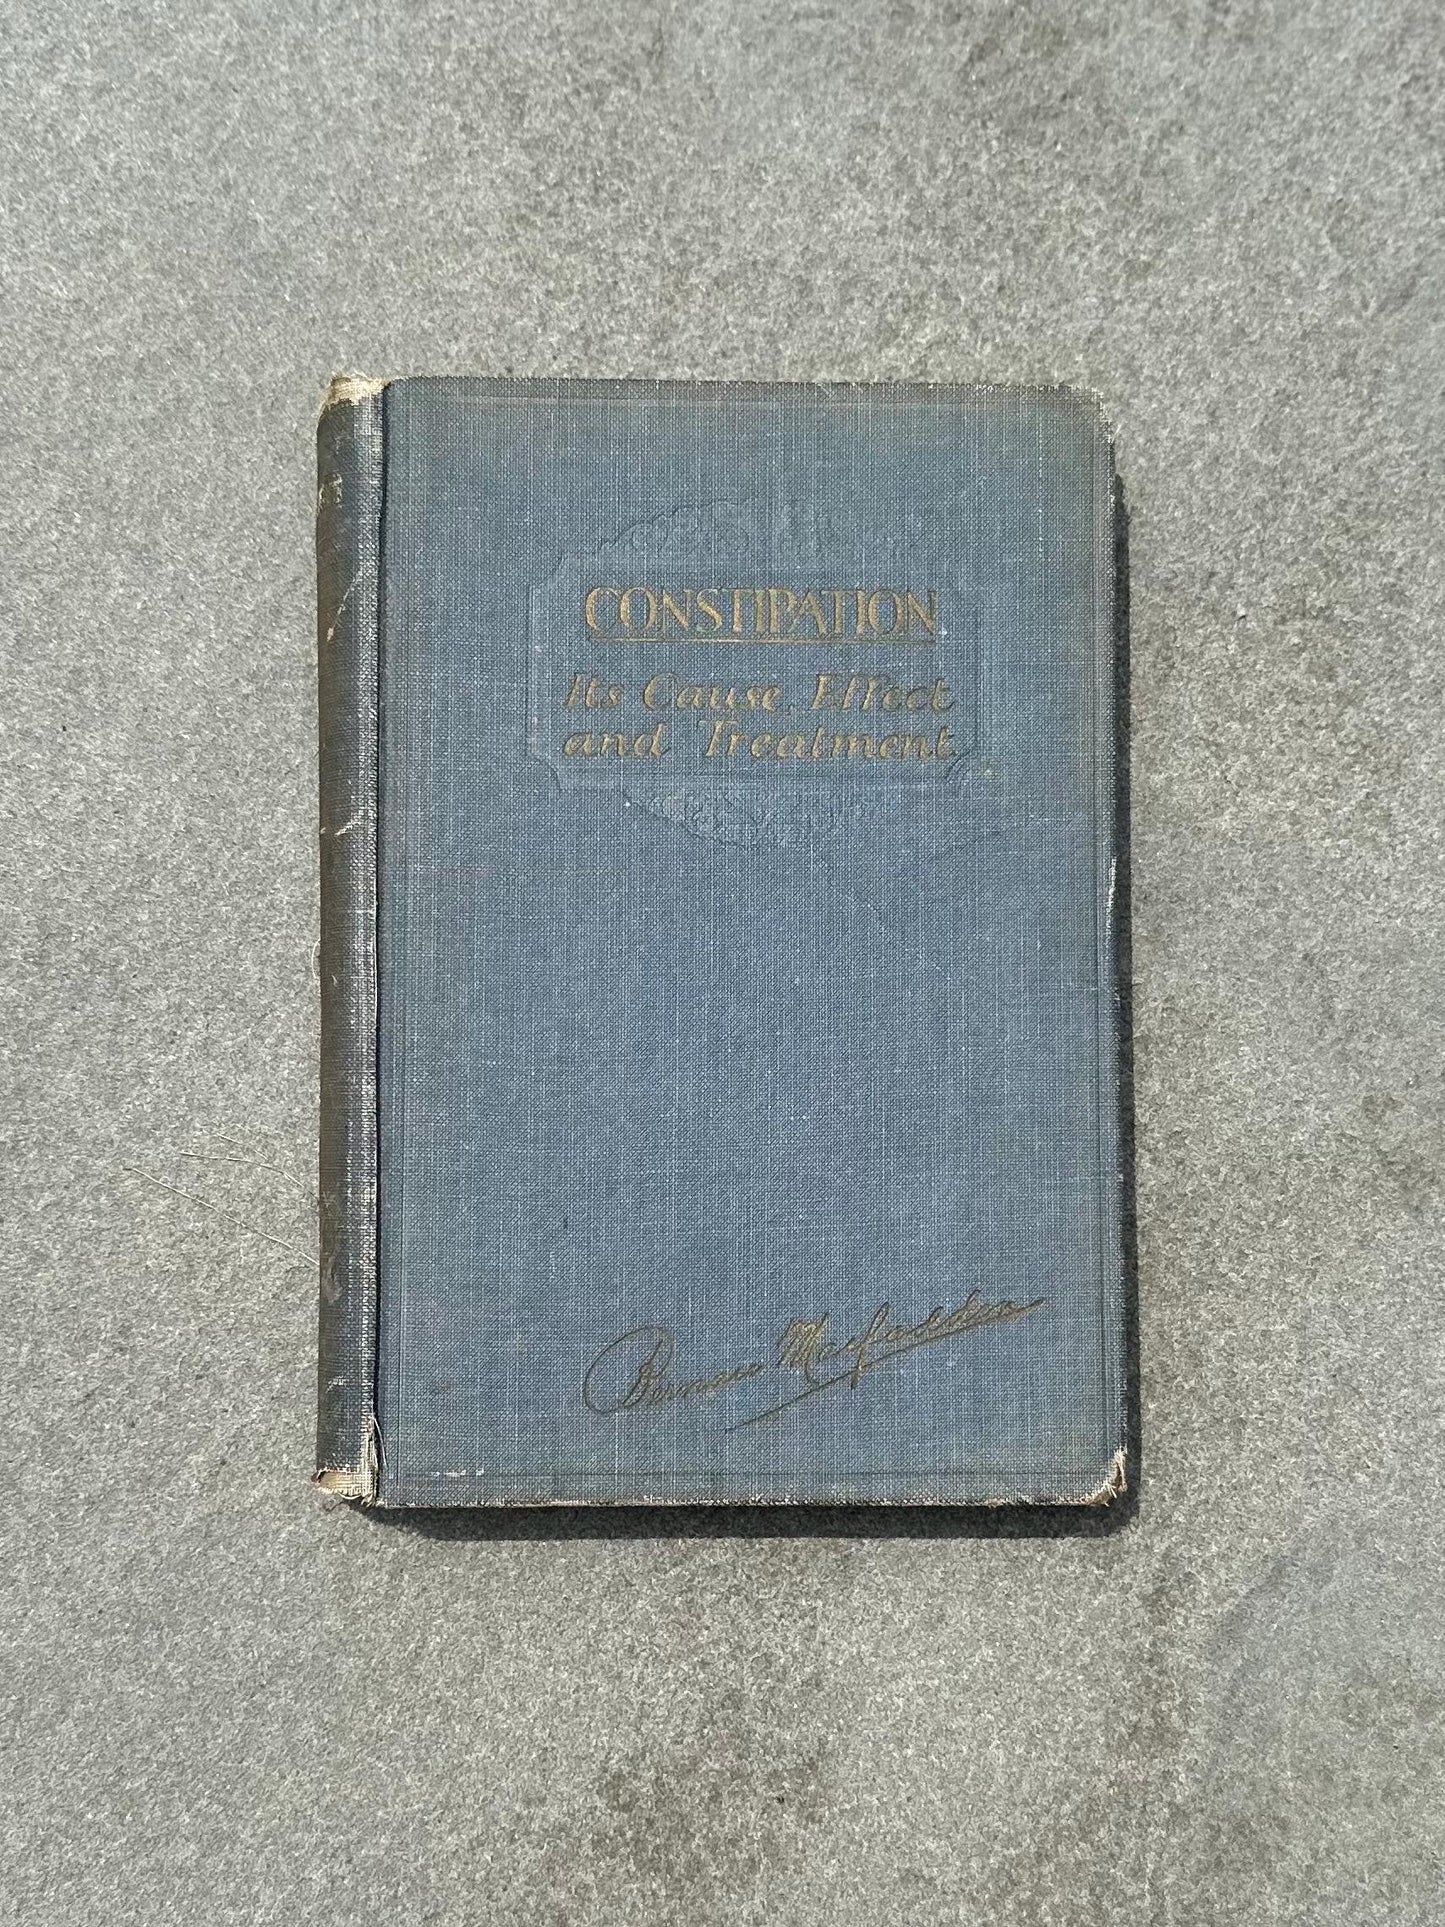 CONSTIPATION
Its Cause, Effect
and Treatment
Bernarr Macfadden